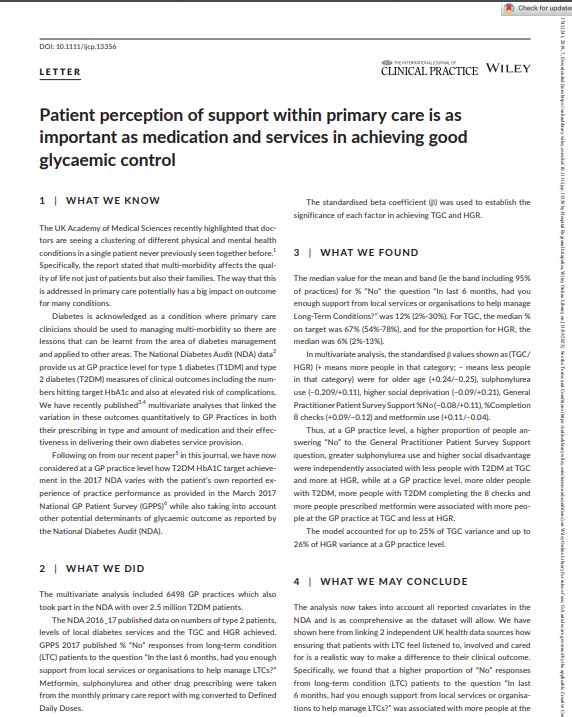 Check for update
DOI: 10.1111/ijcp.13356
LETTER
THE INTERNATIONAL JOURNAL OF
CLINICAL PRACTICE WILEY
Patient perception of support within primary care is as
important as medication and services in achieving good
glycaemic control
1 | WHAT WE KNOW
The UK Academy of Medical Sciences recently highlighted that doc-
tors are seeing a clustering of different physical and mental health
conditions in a single patient never previously seen together before.1
Specifically, the report stated that multi-morbidity affects the qual-
ity of life not just of patients but also their families. The way that this
is addressed in primary care potentially has a big impact on outcome
for many conditions.
Diabetes is acknowledged as a condition where primary care
clinicians should be used to managing multi-morbidity so there are
lessons that can be learnt from the area of diabetes management
and applied to other areas. The National Diabetes Audit (NDA) data2
provide us at GP practice level for type 1 diabetes (T1DM) and type
2 diabetes (T2DM) measures of clinical outcomes including the num-
bers hitting target HbA1c and also at elevated risk of complications.
We have recently published3,4 multivariate analyses that linked the
variation in these outcomes quantitatively to GP Practices in both
their prescribing in type and amount of medication and their effec-
tiveness in delivering their own diabetes service provision.
Following on from our recent paper5 in this journal, we have now
considered at a GP practice level how T2DM HbA1C target achieve-
ment in the 2017 NDA varies with the patient's own reported ex-
perience of practice performance as provided in the March 2017
National GP Patient Survey (GPPS)6 while also taking into account
other potential determinants of glycaemic outcome as reported by
the National Diabetes Audit (NDA).
2 | WHAT WE DID
The multivariate analysis included 6498 GP practices which also
took part in the NDA with over 2.5 million T2DM patients.
The NDA 2016_17 published data on numbers of type 2 patients,
levels of local diabetes services and the TGC and HGR achieved.
GPPS 2017 published % "No" responses from long-term condition
(LTC) patients to the question "In the last 6 months, had you enough
support from local services or organisations to help manage LTCs?"
Metformin, sulphonylurea and other drug prescribing were taken
from the monthly primary care report with mg converted to Defined
Daily Doses.
The standardised beta coefficient (β) was used to establish the
significance of each factor in achieving TGC and HGR.
3 | WHAT WE FOUND
The median value for the mean and band (ie the band including 95%
of practices) for % "No" the question "In last 6 months, had you
enough support from local services or organisations to help manage
Long-Term Conditions?" was 12% (2%-30%). For TGC, the median %
on target was 67% (54%-78%), and for the proportion for HGR, the
median was 6% (2%-13%).
In multivariate analysis, the standardised β values shown as (TGC/
HGR) (+ means more people in that category; − means less people
in that category) were for older age (+0.24/−0.25), sulphonylurea
use (−0.209/+0.11), higher social deprivation (−0.09/+0.21), General
Practitioner Patient Survey Support %No (−0.08/+0.11), %Completion
8 checks (+0.09/−0.12) and metformin use (+0.11/−0.04).
Thus, at a GP practice level, a higher proportion of people an-
swering "No" to the General Practitioner Patient Survey Support
question, greater sulphonylurea use and higher social disadvantage
were independently associated with less people with T2DM at TGC
and more at HGR, while at a GP practice level, more older people
with T2DM, more people with T2DM completing the 8 checks and
more people prescribed metformin were associated with more peo-
ple at the GP practice at TGC and less at HGR.
The model accounted for up to 25% of TGC variance and up to
26% of HGR variance at a GP practice level.
4 | WHAT WE MAY CONCLUDE
The analysis now takes into account all reported covariates in the
NDA and is as comprehensive as the dataset will allow. We have
shown here from linking 2 independent UK health data sources how
ensuring that patients with LTC feel listened to, involved and cared
for is a realistic way to make a difference to their clinical outcome.
Specifically, we found that a higher proportion of "No" responses
from long-term condition (LTC) patients to the question "In last
6 months, had you enough support from local services or organisa-
tions to help manage LTCs?" was associated with more people at the